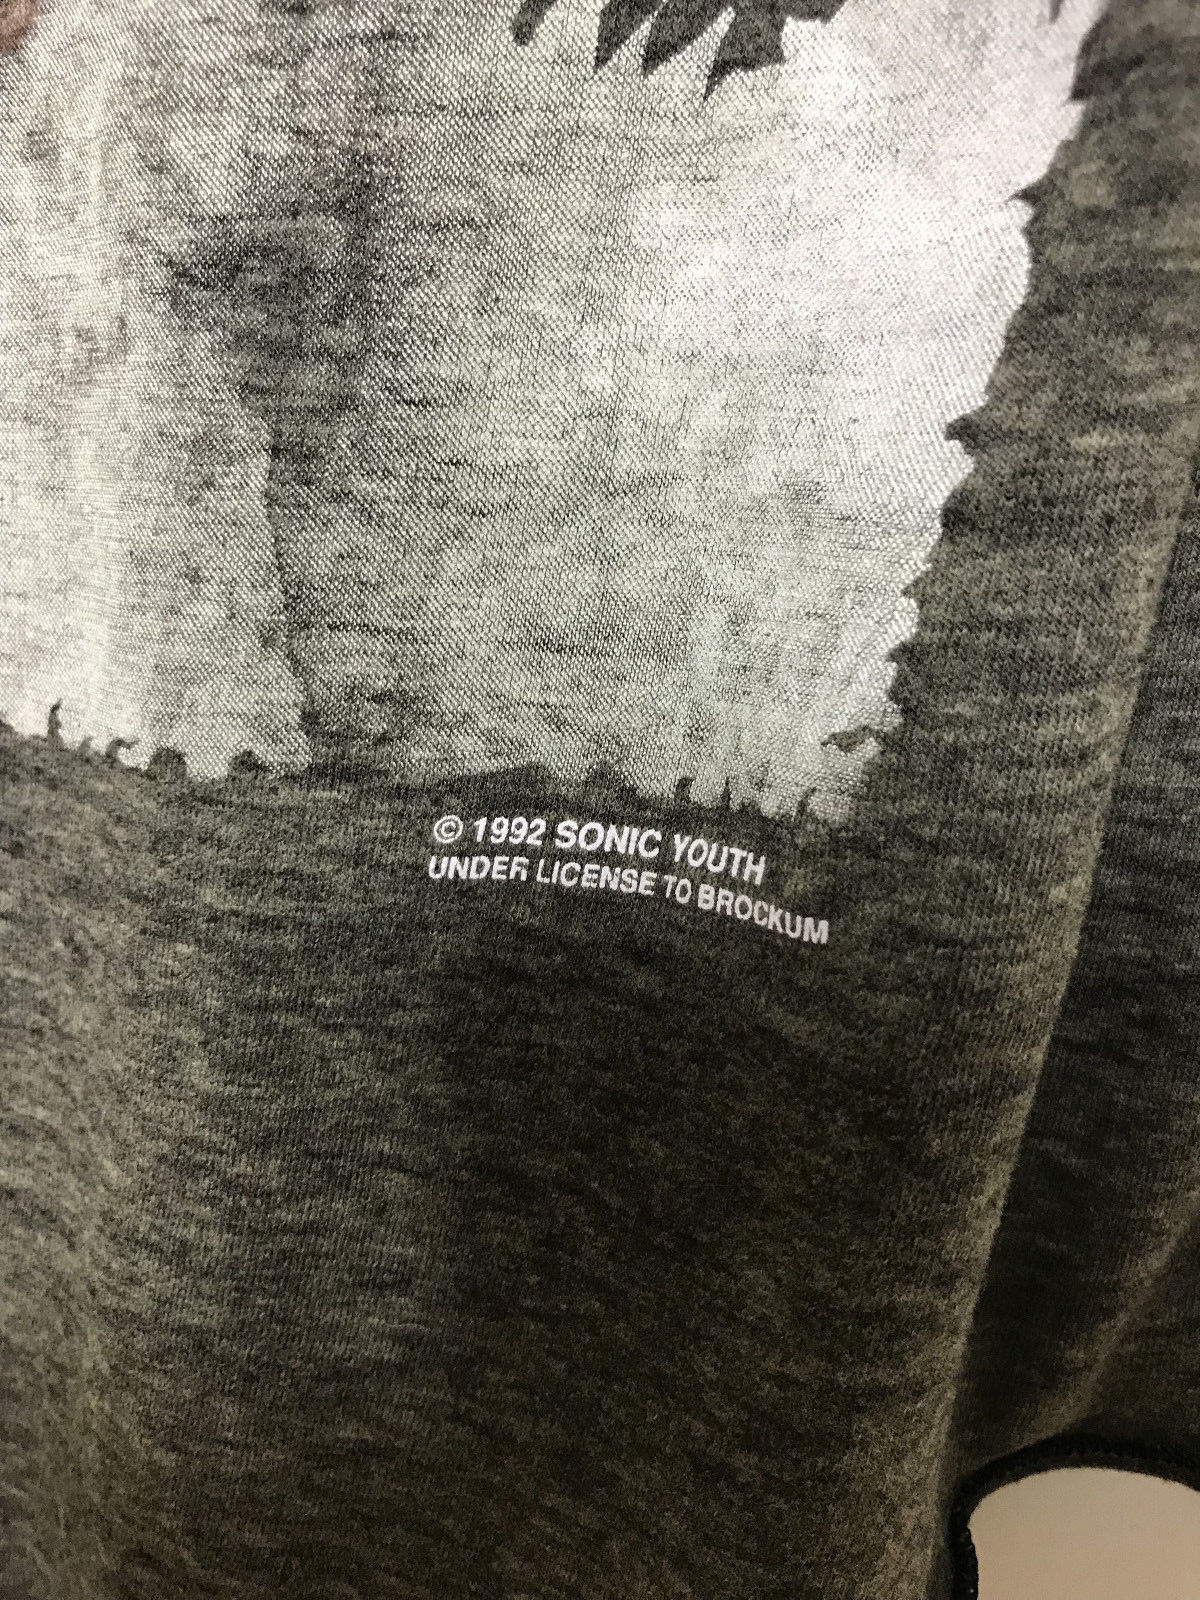 © 1992 SONIC YOUTH
UNDER LICENSE TO BROCKUM